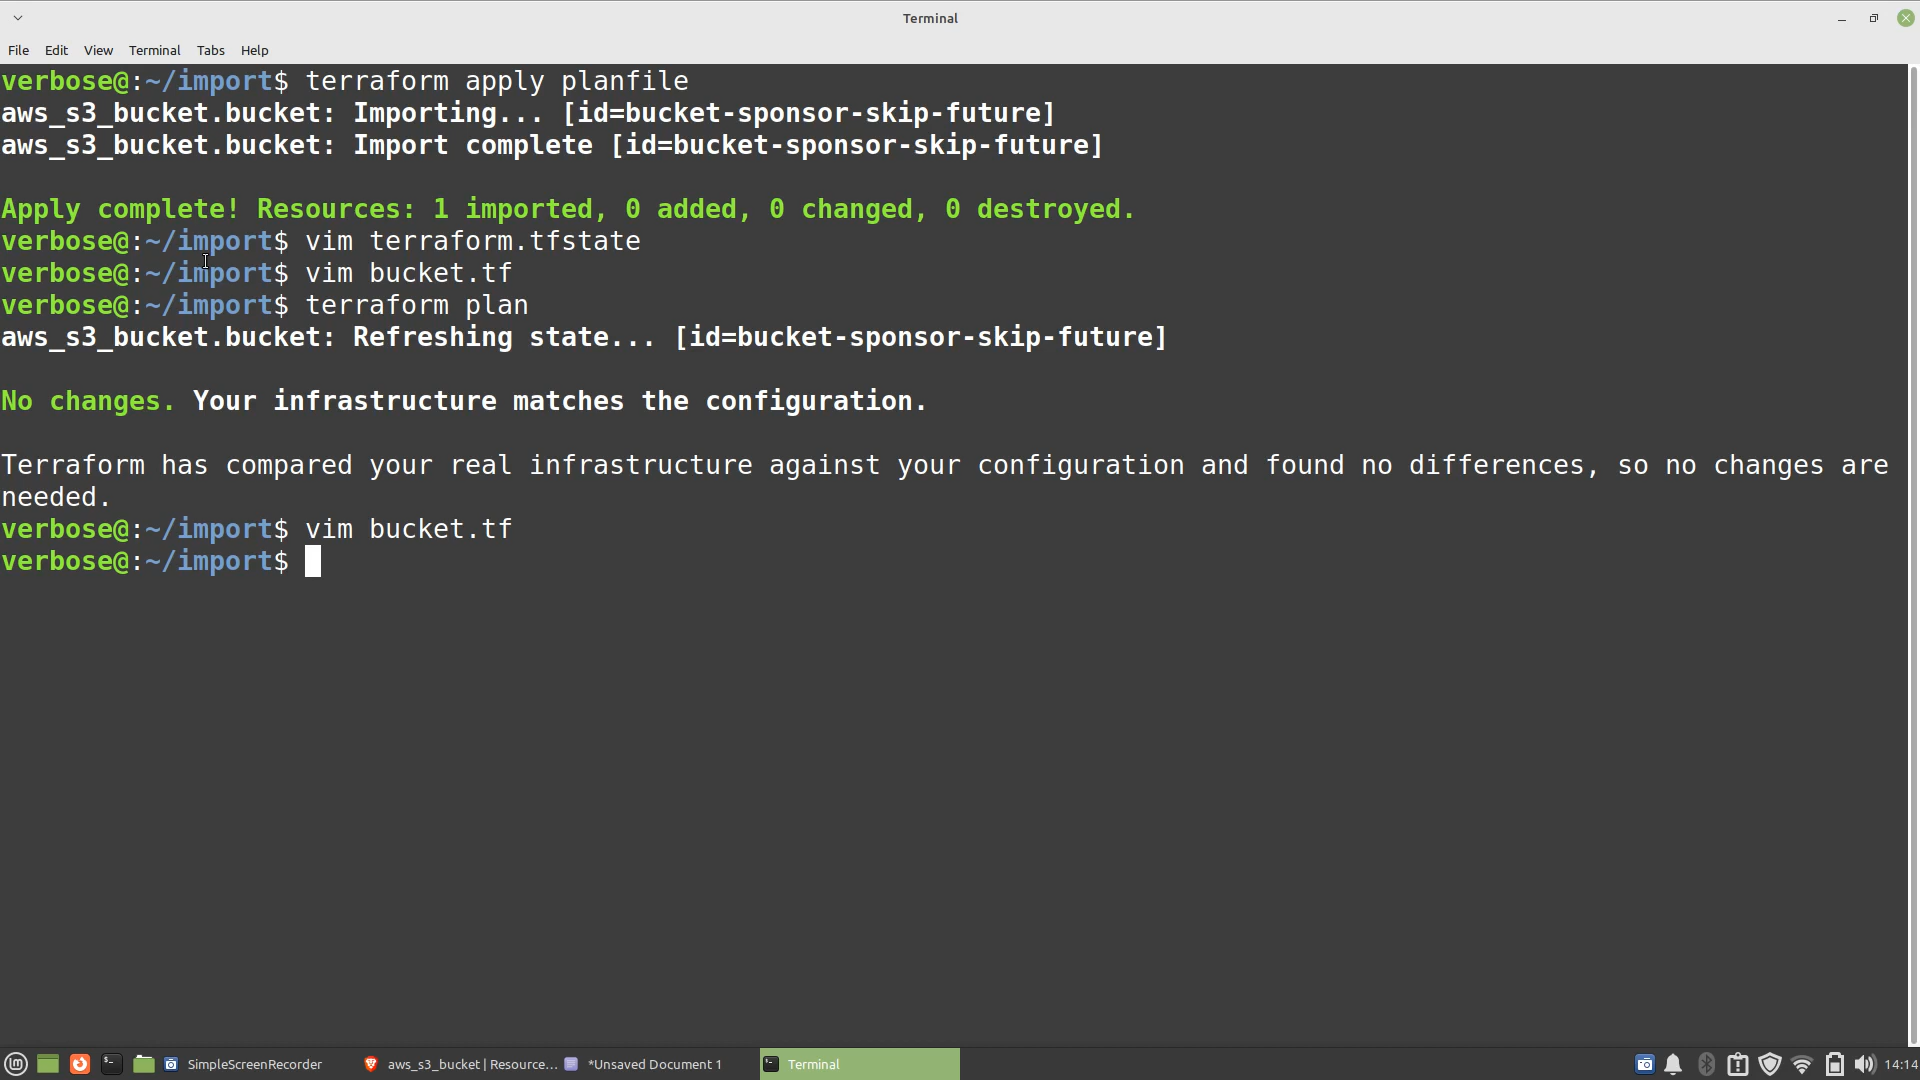 Terminal
File Edit View Terminal Tabs Help
verbose@:~/import$ terraform apply planfile
aws_s3_bucket.bucket: Importing... [id=bucket-sponsor-skip-future]
aws_s3_bucket.bucket: Import complete [id=bucket-sponsor-skip-future]
Apply complete! Resources: 1 imported, 0 added, 0 changed, 0 destroyed.
verbose@:~/import$ vim terraform.tfstate
verbose@:~/import$ vim bucket.tf
verbose@:~/import$ terraform plan
aws_s3_bucket.bucket: Refreshing state... [id=bucket-sponsor-skip-future]
No changes. Your infrastructure matches the configuration.
Terraform has compared your real infrastructure against your configuration and found no differences, so no changes are
needed.
verbose@:~/import$ vim bucket.tf
verbose@:~/import$
SimpleScreenRecorder aws_s3_bucket | Resource... *Unsaved Document 1 Terminal 14:14